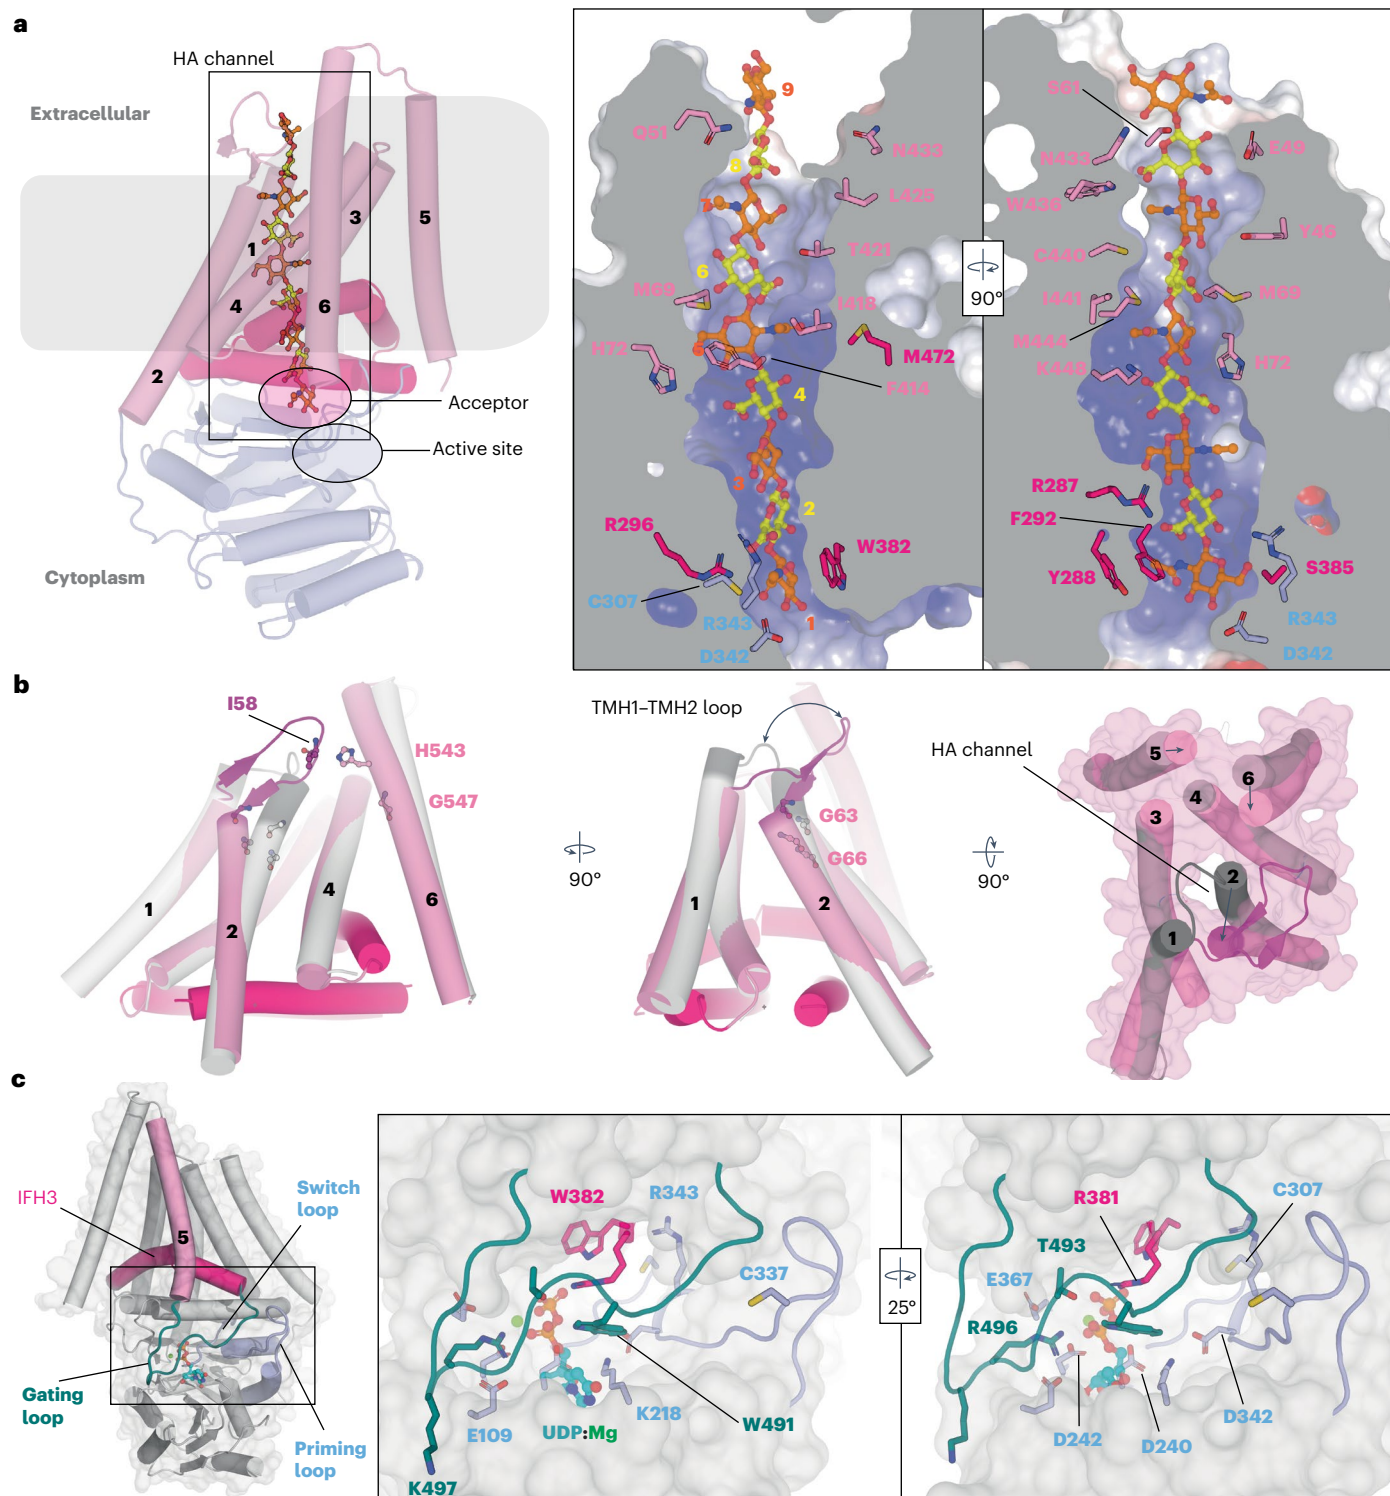 a
HA channel
Extracellular
1
2
3
4
5
6
Acceptor
Active site
Cytoplasm
9
Q51
N433
8
L425
7
T421
6
M69
I418
5
H72
M472
F414
4
3
2
R296
W382
C307
R343
1
D342
90°
S61
N433
E49
W436
Y46
C440
I441
M69
M444
K448
H72
R287
F292
Y288
S385
R343
D342
b
I58
H543
G547
1
2
4
6
90°
TMH1–TMH2 loop
G63
G66
1
2
90°
HA channel
5
6
4
3
2
1
c
IFH3
5
Switch
loop
Gating
loop
Priming
loop
W382
R343
C337
K218
E109
UDP:Mg
W491
K497
25°
R381
C307
T493
E367
R496
D342
D242
D240